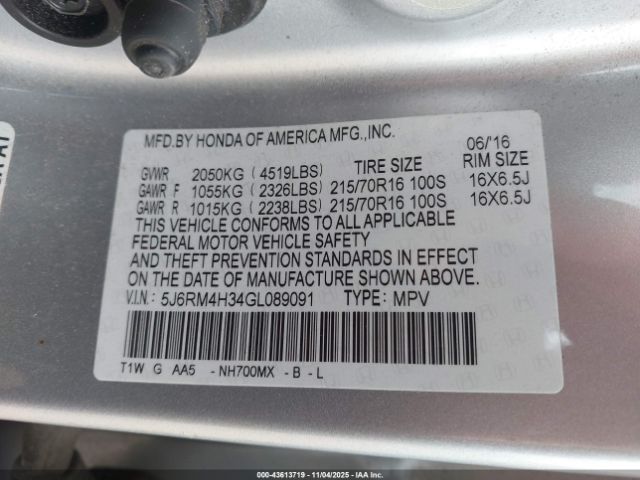 MFD.BY HONDA OF AMERICA MFG.,INC. 06/16
GVWR 2050KG ( 4519LBS) TIRE SIZE RIM SIZE
GAWR F 1055KG ( 2326LBS) 215/70R16 100S 16X6.5J
GAWR R 1015KG ( 2238LBS) 215/70R16 100S 16X6.5J
THIS VEHICLE CONFORMS TO ALL APPLICABLE
FEDERAL MOTOR VEHICLE SAFETY
AND THEFT PREVENTION STANDARDS IN EFFECT
ON THE DATE OF MANUFACTURE SHOWN ABOVE.
V.I.N.: 5J6RM4H34GL089091 TYPE: MPV
T1W G AA5 -NH700MX -B-L
000-43613719 - 11/04/2025 - IAA Inc.